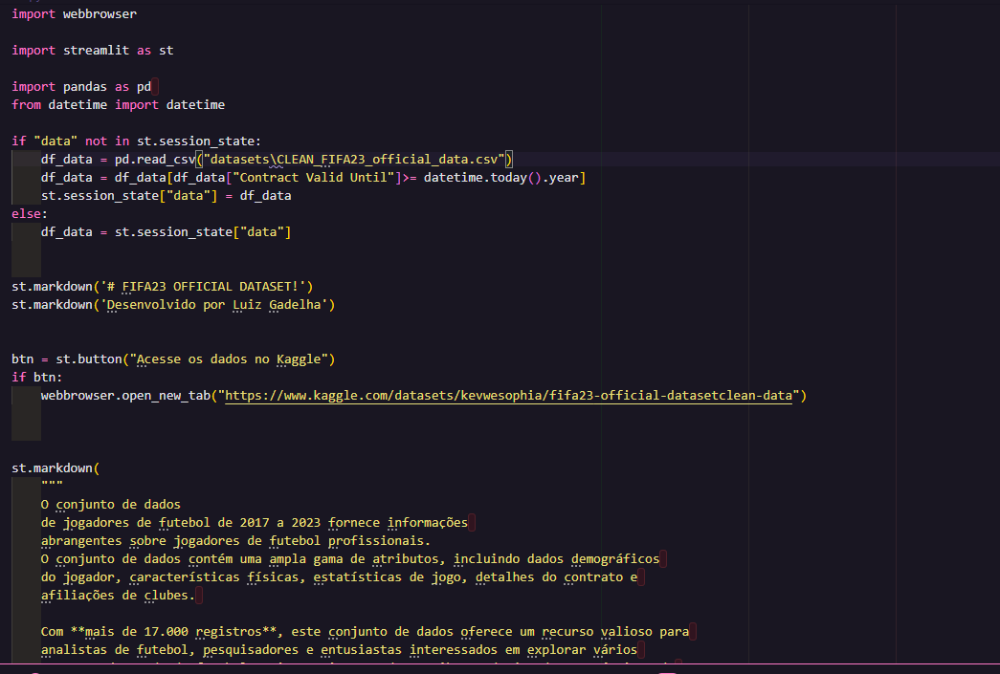 import webbrowser
import streamlit as st
import pandas as pd
from datetime import datetime
if "data" not in st.session_state:
df_data = pd.read_csv("datasets\CLEAN_FIFA23_official_data.csv")
df_data = df_data[df_data["Contract Valid Until"]>= datetime.today().year]
st.session_state["data"] = df_data
else:
df_data = st.session_state["data"]
st.markdown('# FIFA23 OFFICIAL DATASET!')
st.markdown('Desenvolvido por Luiz Gadelha')
btn = st.button("Acesse os dados no Kaggle")
if btn:
webbrowser.open_new_tab("https://www.kaggle.com/datasets/kevwesophia/fifa23-official-datasetclean-data")
st.markdown(
"""
O conjunto de dados
de jogadores de futebol de 2017 a 2023 fornece informações
abrangentes sobre jogadores de futebol profissionais.
O conjunto de dados contém uma ampla gama de atributos, incluindo dados demográficos
do jogador, características físicas, estatísticas de jogo, detalhes do contrato e
afiliações de clubes.
Com **mais de 17.000 registros**, este conjunto de dados oferece um recurso valioso para
analistas de futebol, pesquisadores e entusiastas interessados em explorar vários